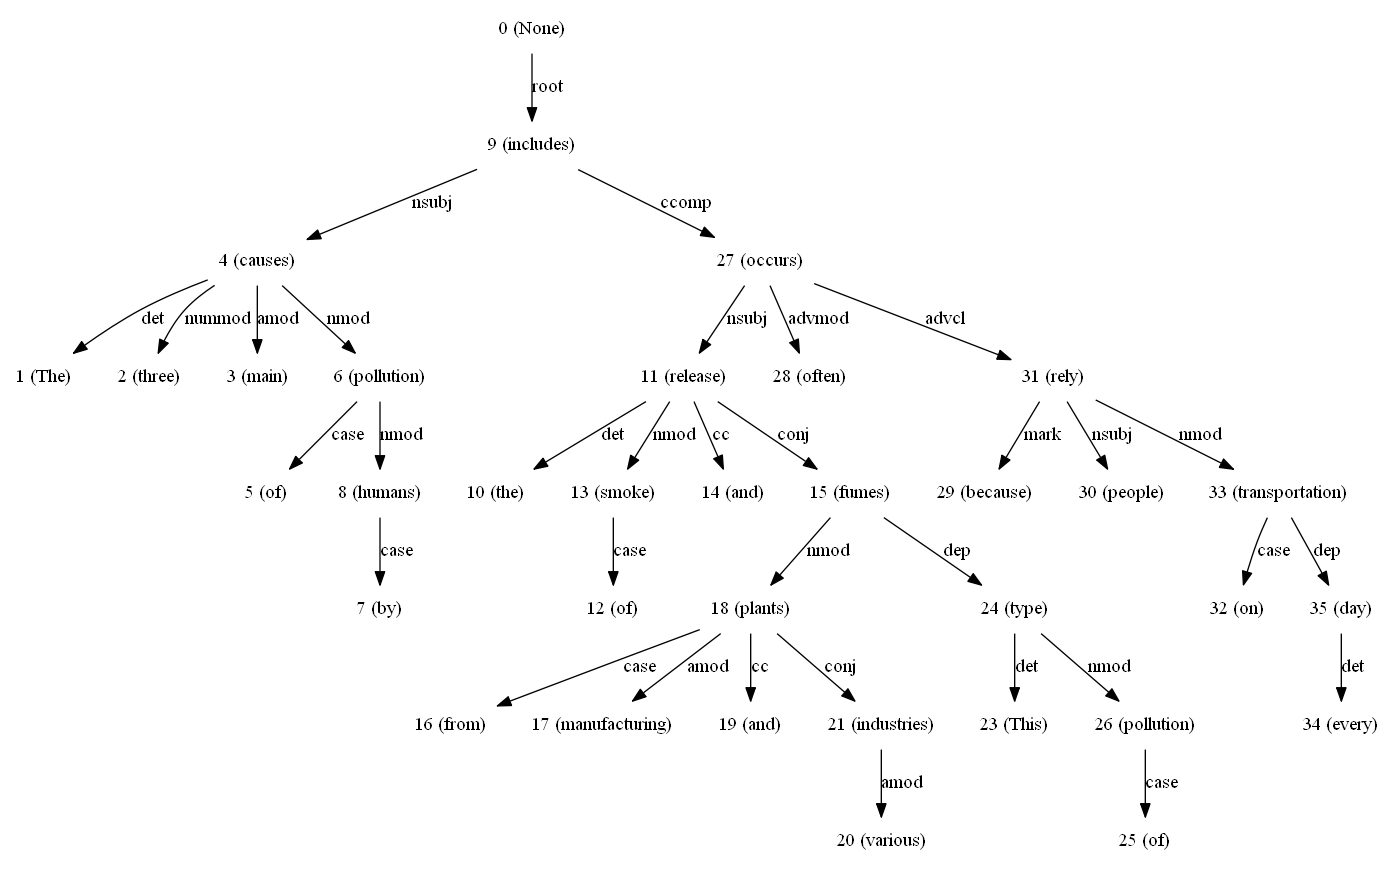 0 (None)
root
9 (includes)
nsubj ccomp
4 (causes) 27 (occurs)
det nummod amod nmod nsubj advmod advcl
1 (The) 2 (three) 3 (main) 6 (pollution) 11 (release) 28 (often) 31 (rely)
case nmod det nmod cc conj mark nsubj nmod
5 (of) 8 (humans) 10 (the) 13 (smoke) 14 (and) 15 (fumes) 29 (because) 30 (people) 33 (transportation)
case case nmod dep case dep
7 (by) 12 (of) 18 (plants) 24 (type) 32 (on) 35 (day)
case amod cc conj det nmod det
16 (from) 17 (manufacturing) 19 (and) 21 (industries) 23 (This) 26 (pollution) 34 (every)
amod case
20 (various) 25 (of)